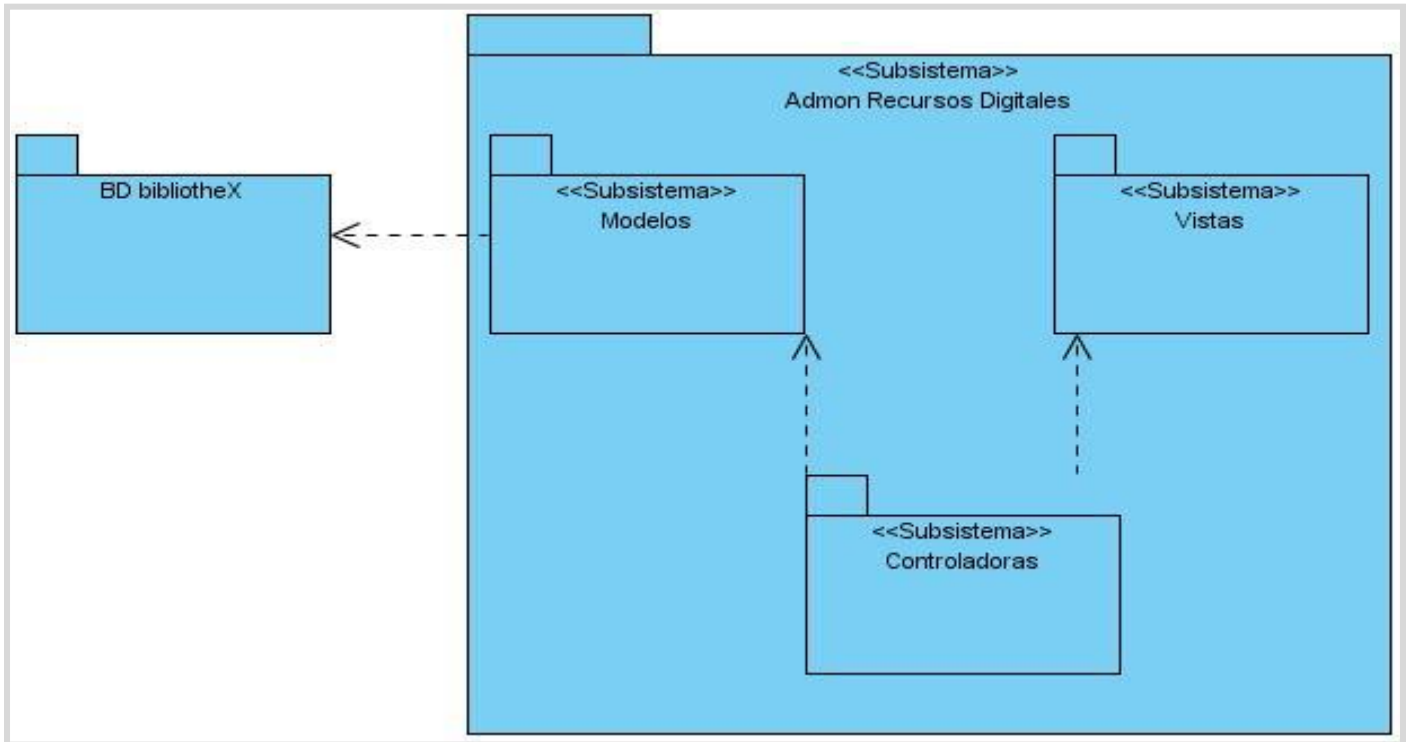 <<Subsistema>>
Admon Recursos Digitales
BD bibliotheX
<<Subsistema>>
Modelos
<<Subsistema>>
Vistas
<<Subsistema>>
Controladoras